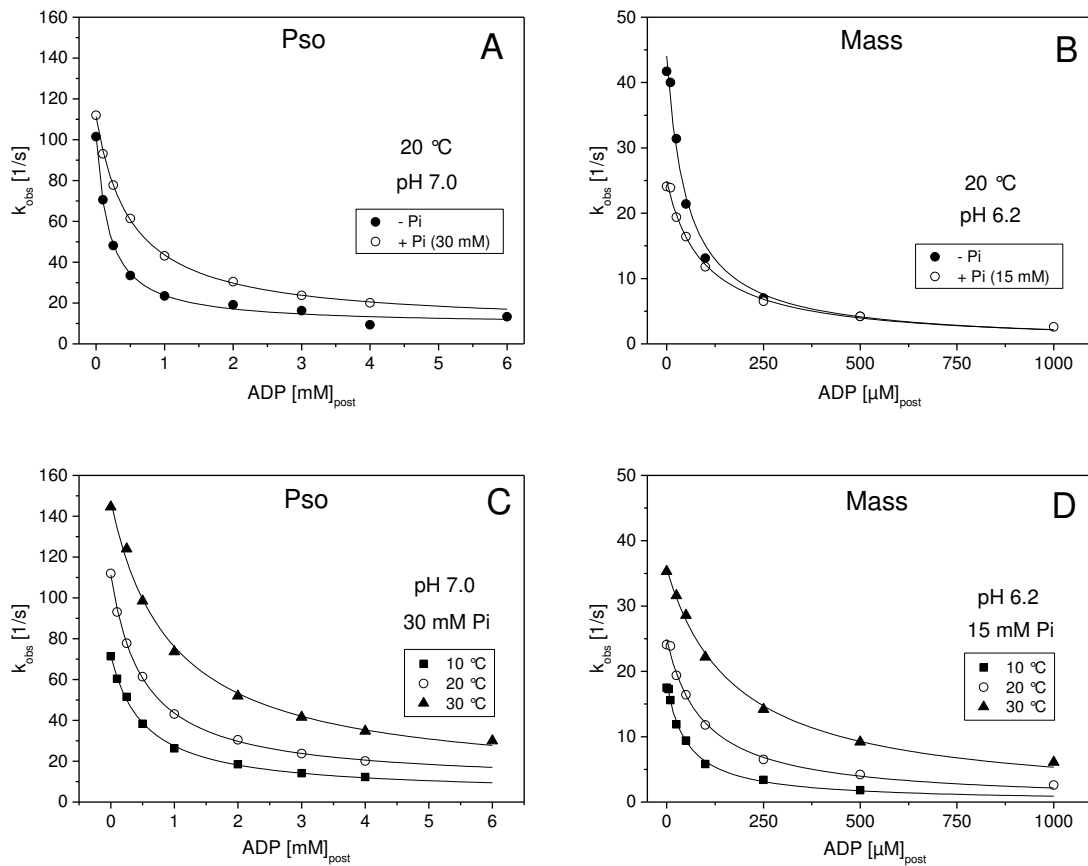 Pso
A
20 °C
pH 7.0
- Pi
+ Pi (30 mM)
k_obs [1/s]
160
140
120
100
80
60
40
20
0
0 1 2 3 4 5 6
ADP [mM]_post
Mass
B
20 °C
pH 6.2
- Pi
+ Pi (15 mM)
k_obs [1/s]
50
40
30
20
10
0
0 250 500 750 1000
ADP [µM]_post
Pso
C
pH 7.0
30 mM Pi
10 °C
20 °C
30 °C
k_obs [1/s]
160
140
120
100
80
60
40
20
0
0 1 2 3 4 5 6
ADP [mM]_post
Mass
D
pH 6.2
15 mM Pi
10 °C
20 °C
30 °C
k_obs [1/s]
50
40
30
20
10
0
0 250 500 750 1000
ADP [µM]_post